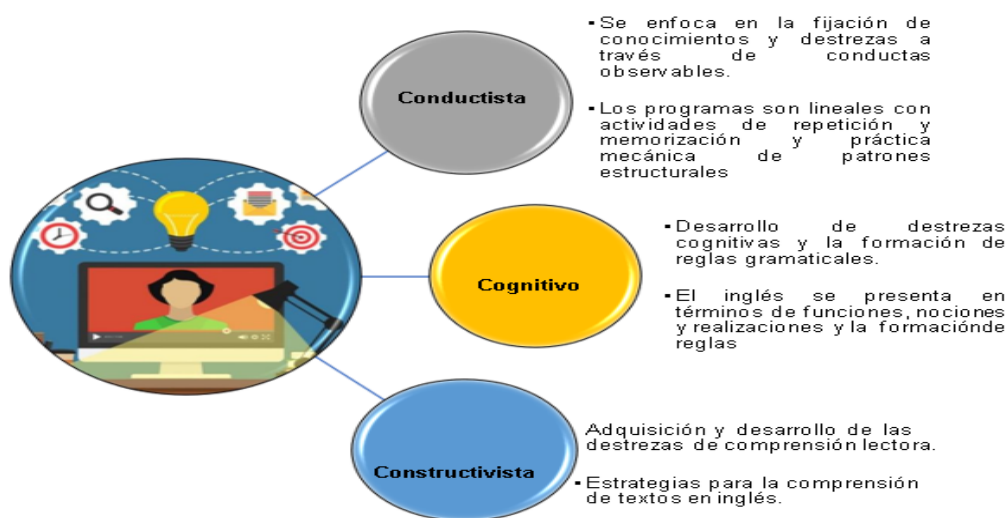 Conductista
▪Se enfoca en la fijación de
conocimientos y destrezas a
través de conductas
observables.
▪Los programas son lineales con
actividades de repetición y
memorización y práctica
mecánica de patrones
estructurales
Cognitivo
▪Desarrollo de destrezas
cognitivas y la formación de
reglas gramaticales.
▪El inglés se presenta en
términos de funciones, nociones
y realizaciones y la formaciónde
reglas
Constructivista
Adquisición y desarrollo de las
destrezas de comprensión lectora.
▪Estrategias para la comprensión
de textos en inglés.